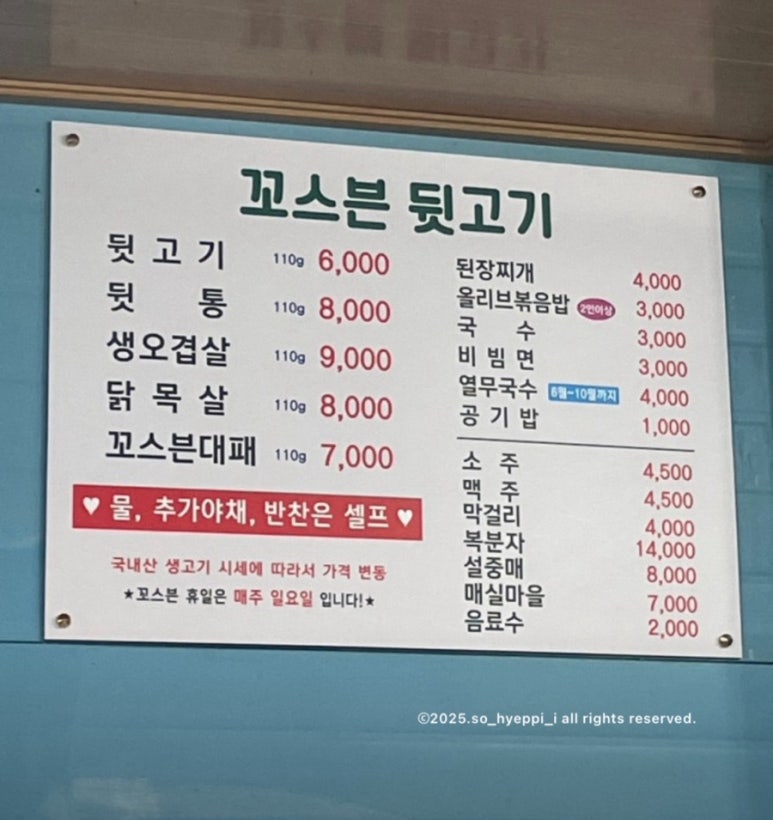 꼬스븐 뒷고기
뒷 고 기 110g 6,000
뒷 통 110g 8,000
생오겹살 110g 9,000
닭 목 살 110g 8,000
꼬스븐대패 110g 7,000
♥ 물, 추가야채, 반찬은 셀프 ♥
국내산 생고기 시세에 따라서 가격 변동
★꼬스븐 휴일은 매주 일요일 입니다!★
된장찌개 4,000
올리브볶음밥 2인이상 3,000
국 수 3,000
비 빔 면 3,000
열무국수 6월~10월까지 4,000
공 기 밥 1,000
소 주 4,500
맥 주 4,500
막걸리 4,000
복분자 14,000
설중매 8,000
매실마을 7,000
음료수 2,000
©2025.so_hyeppi_i all rights reserved.